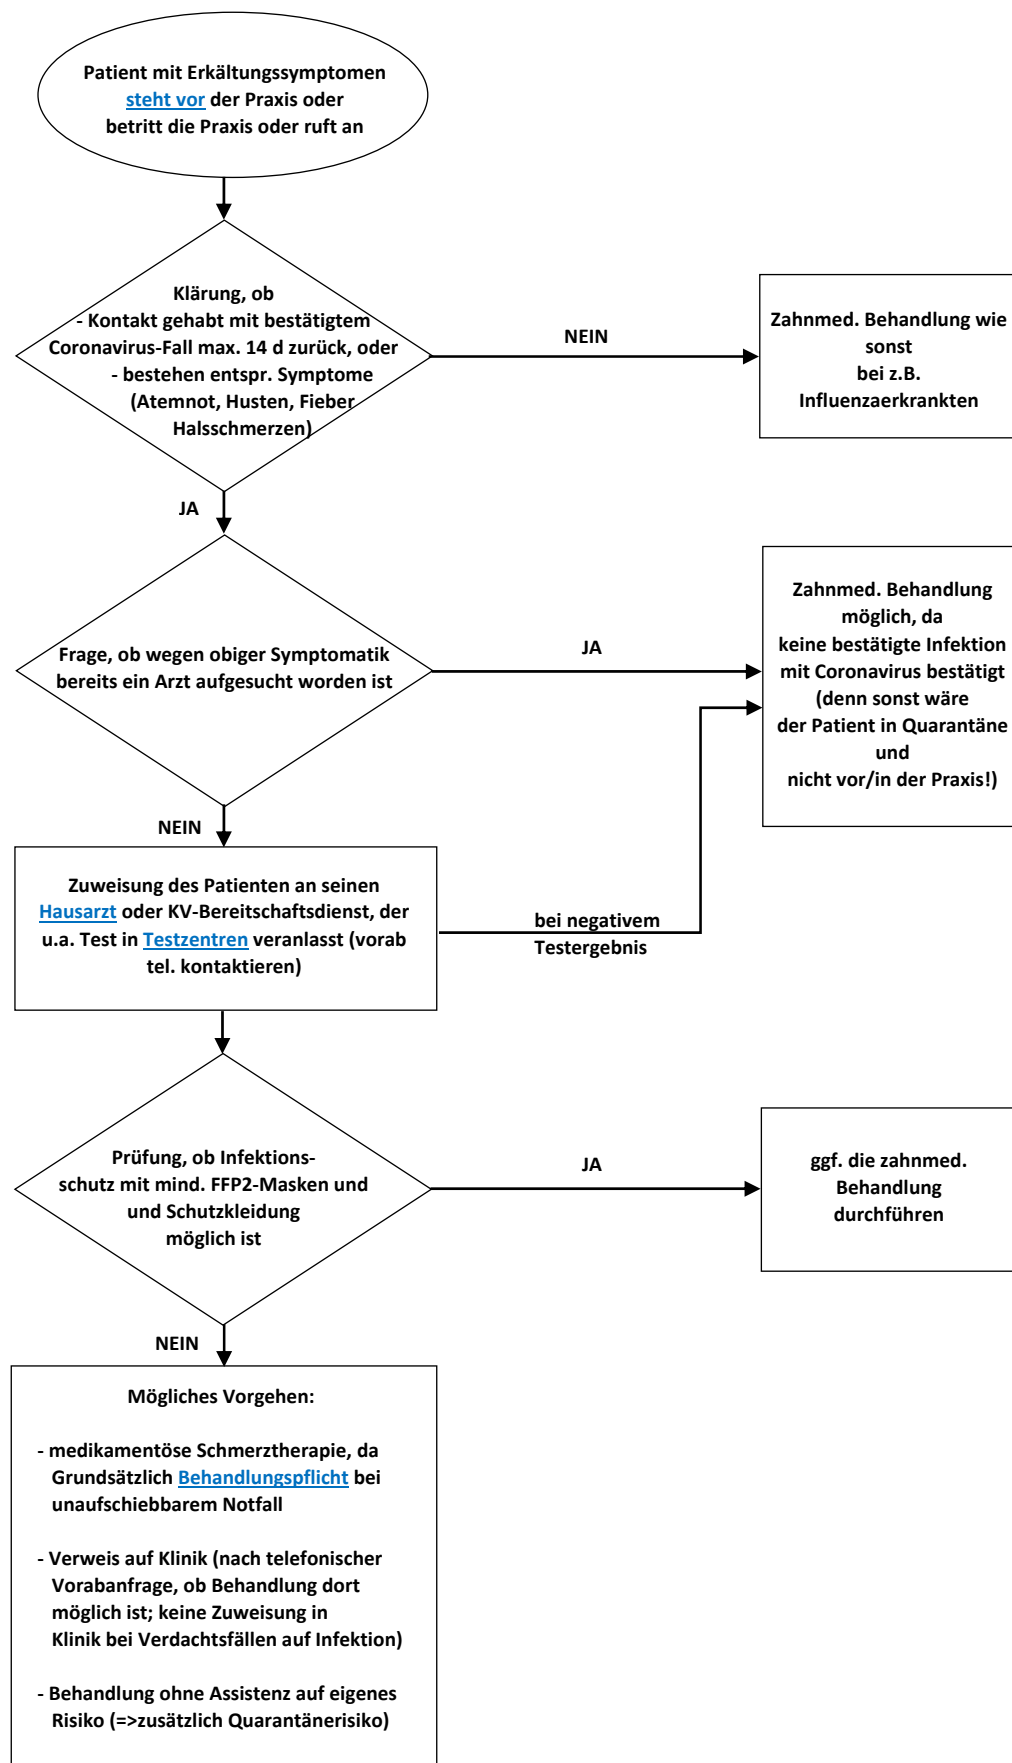 Patient mit Erkältungssymptomen
steht vor der Praxis oder
betritt die Praxis oder ruft an
Klärung, ob
- Kontakt gehabt mit bestätigtem
Coronavirus-Fall max. 14 d zurück, oder
- bestehen entspr. Symptome
(Atemnot, Husten, Fieber
Halsschmerzen)
NEIN
Zahnmed. Behandlung wie
sonst
bei z.B.
Influenzaerkrankten
JA
Frage, ob wegen obiger Symptomatik
bereits ein Arzt aufgesucht worden ist
JA
Zahnmed. Behandlung
möglich, da
keine bestätigte Infektion
mit Coronavirus bestätigt
(denn sonst wäre
der Patient in Quarantäne
und
nicht vor/in der Praxis!)
NEIN
Zuweisung des Patienten an seinen
Hausarzt oder KV-Bereitschaftsdienst, der
u.a. Test in Testzentren veranlasst (vorab
tel. kontaktieren)
bei negativem
Testergebnis
Prüfung, ob Infektions-
schutz mit mind. FFP2-Masken und
und Schutzkleidung
möglich ist
JA
ggf. die zahnmed.
Behandlung
durchführen
NEIN
Mögliches Vorgehen:
- medikamentöse Schmerztherapie, da
Grundsätzlich Behandlungspflicht bei
unaufschiebbarem Notfall
- Verweis auf Klinik (nach telefonischer
Vorabanfrage, ob Behandlung dort
möglich ist; keine Zuweisung in
Klinik bei Verdachtsfällen auf Infektion)
- Behandlung ohne Assistenz auf eigenes
Risiko (=>zusätzlich Quarantänerisiko)